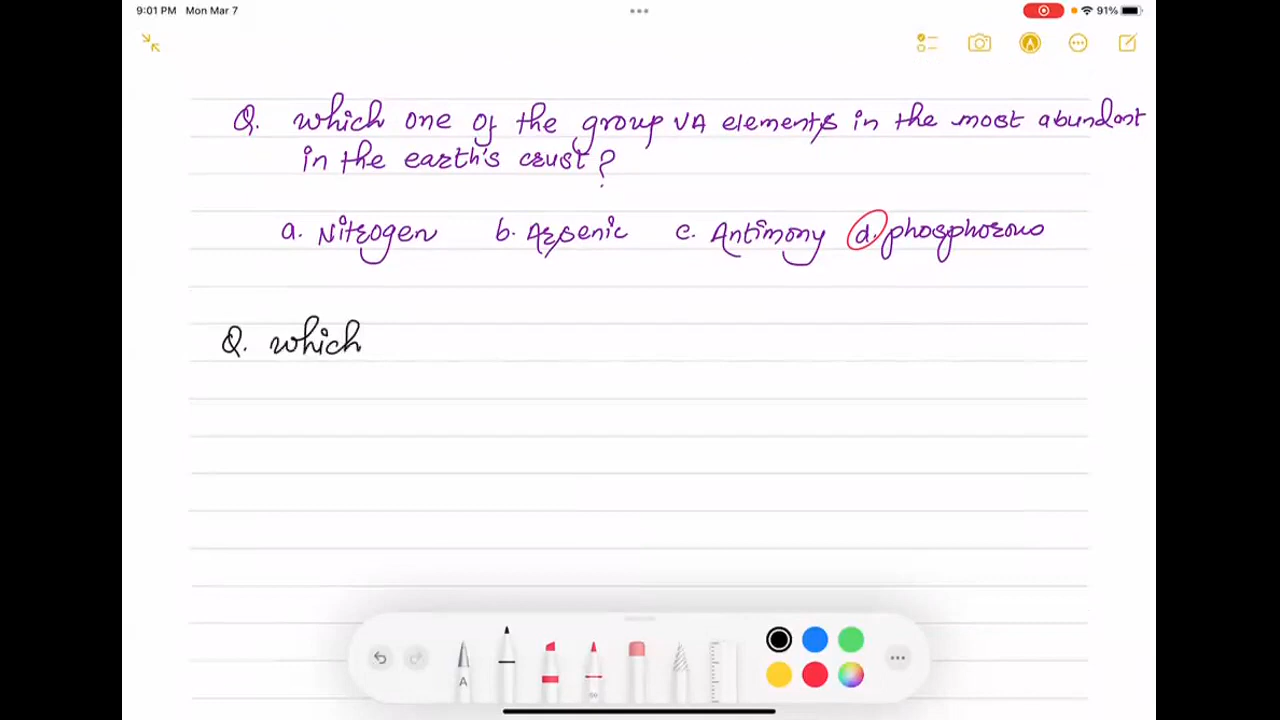 9:01 PM Mon Mar 7 91%
Q. which one of the group VA elements in the most abundant
in the earth's crust?
a. Nitrogen b. Arsenic c. Antimony d. phosphorous
Q. which
A